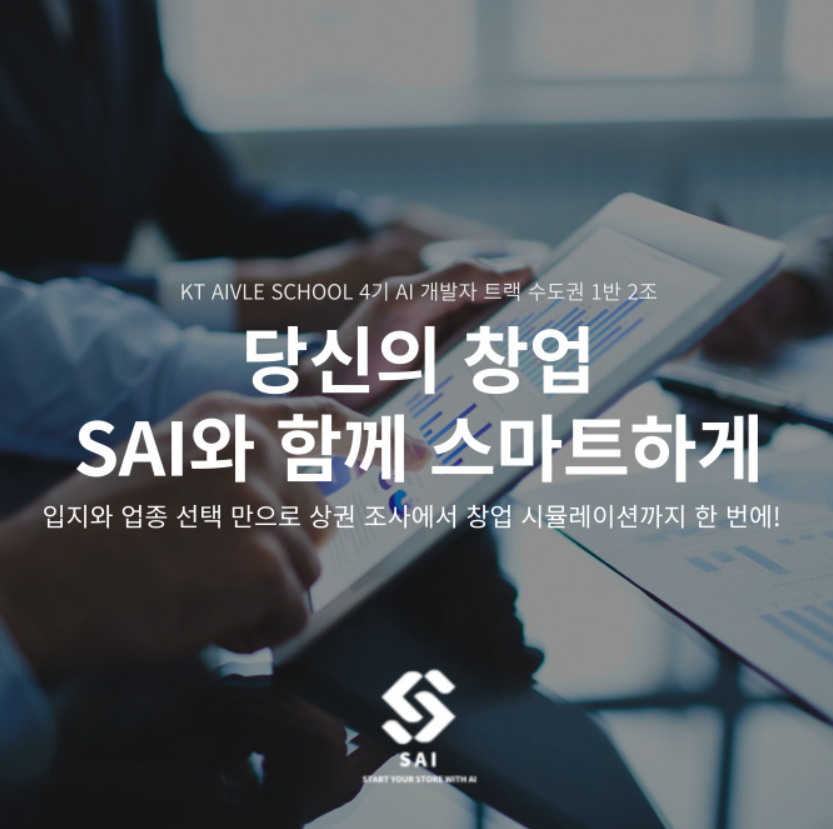 KT AIVLE SCHOOL 4기 AI 개발자 트랙 수도권 1반 2조
당신의 창업
SAI와 함께 스마트하게
입지와 업종 선택 만으로 상권 조사에서 창업 시뮬레이션까지 한 번에!
SAI
START YOUR STORE WITH AI